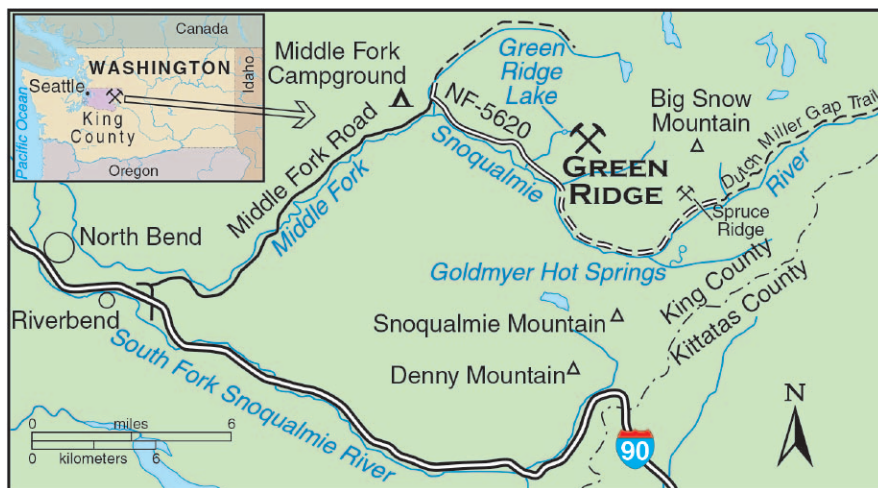 Canada
WASHINGTON
Seattle
King
County
Idaho
Pacific Ocean
Oregon
Middle Fork
Campground
Green
Ridge
Lake
NF-5620
Big Snow
Mountain
Dutch Miller Gap Trail
Middle Fork Road
Middle Fork
Snoqualmie
GREEN
RIDGE
River
Spruce
Ridge
North Bend
Goldmyer Hot Springs
King County
Kittatas County
Riverbend
Snoqualmie Mountain
South Fork Snoqualmie River
Denny Mountain
N
0 miles 6
0 kilometers 6
90